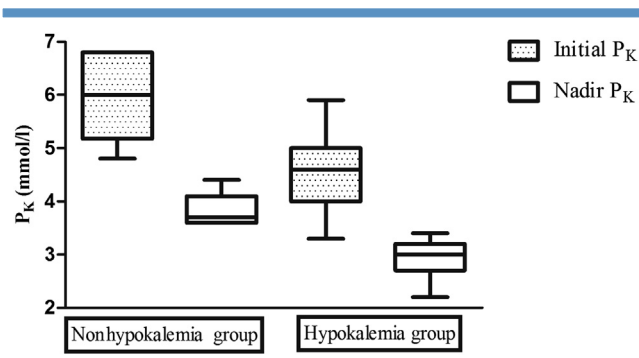 7
6
5
4
3
2
P_K (mmol/l)
Initial P_K
Nadir P_K
Nonhypokalemia group
Hypokalemia group